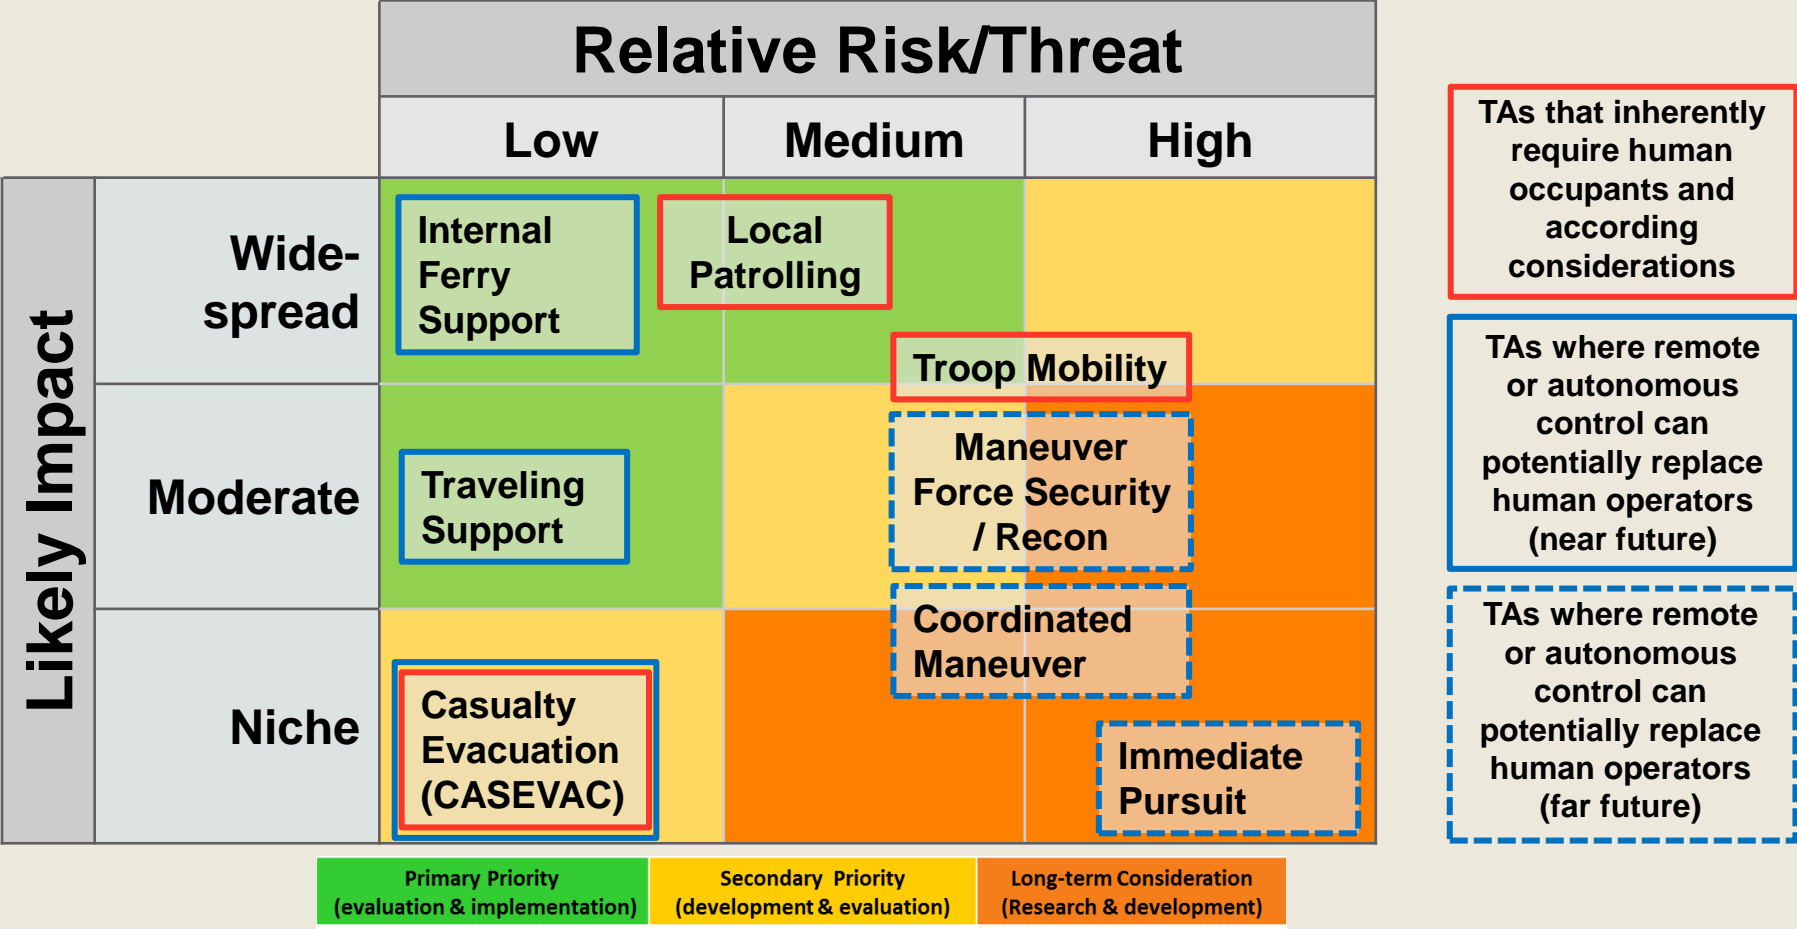 Relative Risk/Threat
Low
Medium
High
Likely Impact
Wide-
spread
Internal
Ferry
Support
Local
Patrolling
Troop Mobility
Moderate
Traveling
Support
Maneuver
Force Security
/ Recon
Coordinated
Maneuver
Niche
Casualty
Evacuation
(CASEVAC)
Immediate
Pursuit
TAs that inherently
require human
occupants and
according
considerations
TAs where remote
or autonomous
control can
potentially replace
human operators
(near future)
TAs where remote
or autonomous
control can
potentially replace
human operators
(far future)
Primary Priority
(evaluation & implementation)
Secondary Priority
(development & evaluation)
Long-term Consideration
(Research & development)